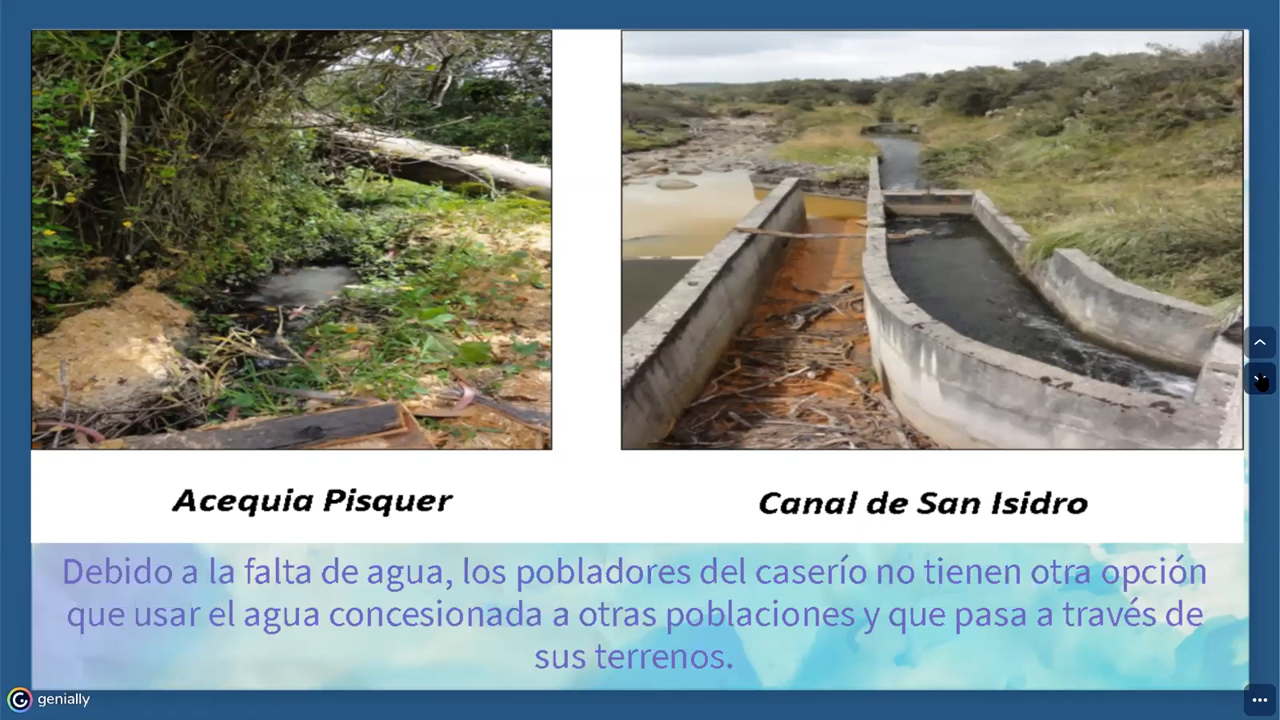 Acequia Pisquer
Canal de San Isidro
Debido a la falta de agua, los pobladores del caserío no tienen otra opción
que usar el agua concesionada a otras poblaciones y que pasa a través de
sus terrenos.
genially